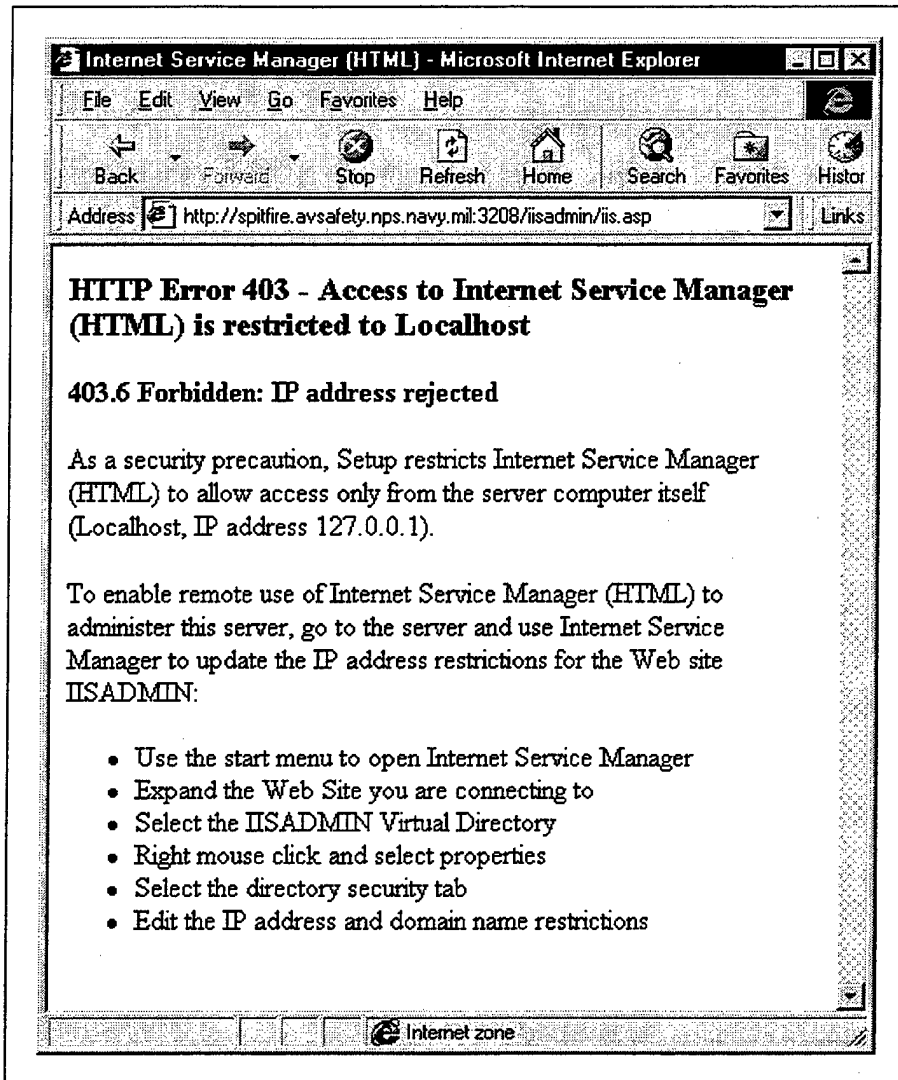 Internet Service Manager (HTML) - Microsoft Internet Explorer
File Edit View Go Favorites Help
Back Forward Stop Refresh Home Search Favorites Histor
Address http://spitfire.avsafety.nps.navy.mil:3208/iisadmin/iis.asp Links
HTTP Error 403 - Access to Internet Service Manager
(HTML) is restricted to Localhost
403.6 Forbidden: IP address rejected
As a security precaution, Setup restricts Internet Service Manager
(HTML) to allow access only from the server computer itself
(Localhost, IP address 127.0.0.1).
To enable remote use of Internet Service Manager (HTML) to
administer this server, go to the server and use Internet Service
Manager to update the IP address restrictions for the Web site
IISADMIN:
• Use the start menu to open Internet Service Manager
• Expand the Web Site you are connecting to
• Select the IISADMIN Virtual Directory
• Right mouse click and select properties
• Select the directory security tab
• Edit the IP address and domain name restrictions
Internet zone